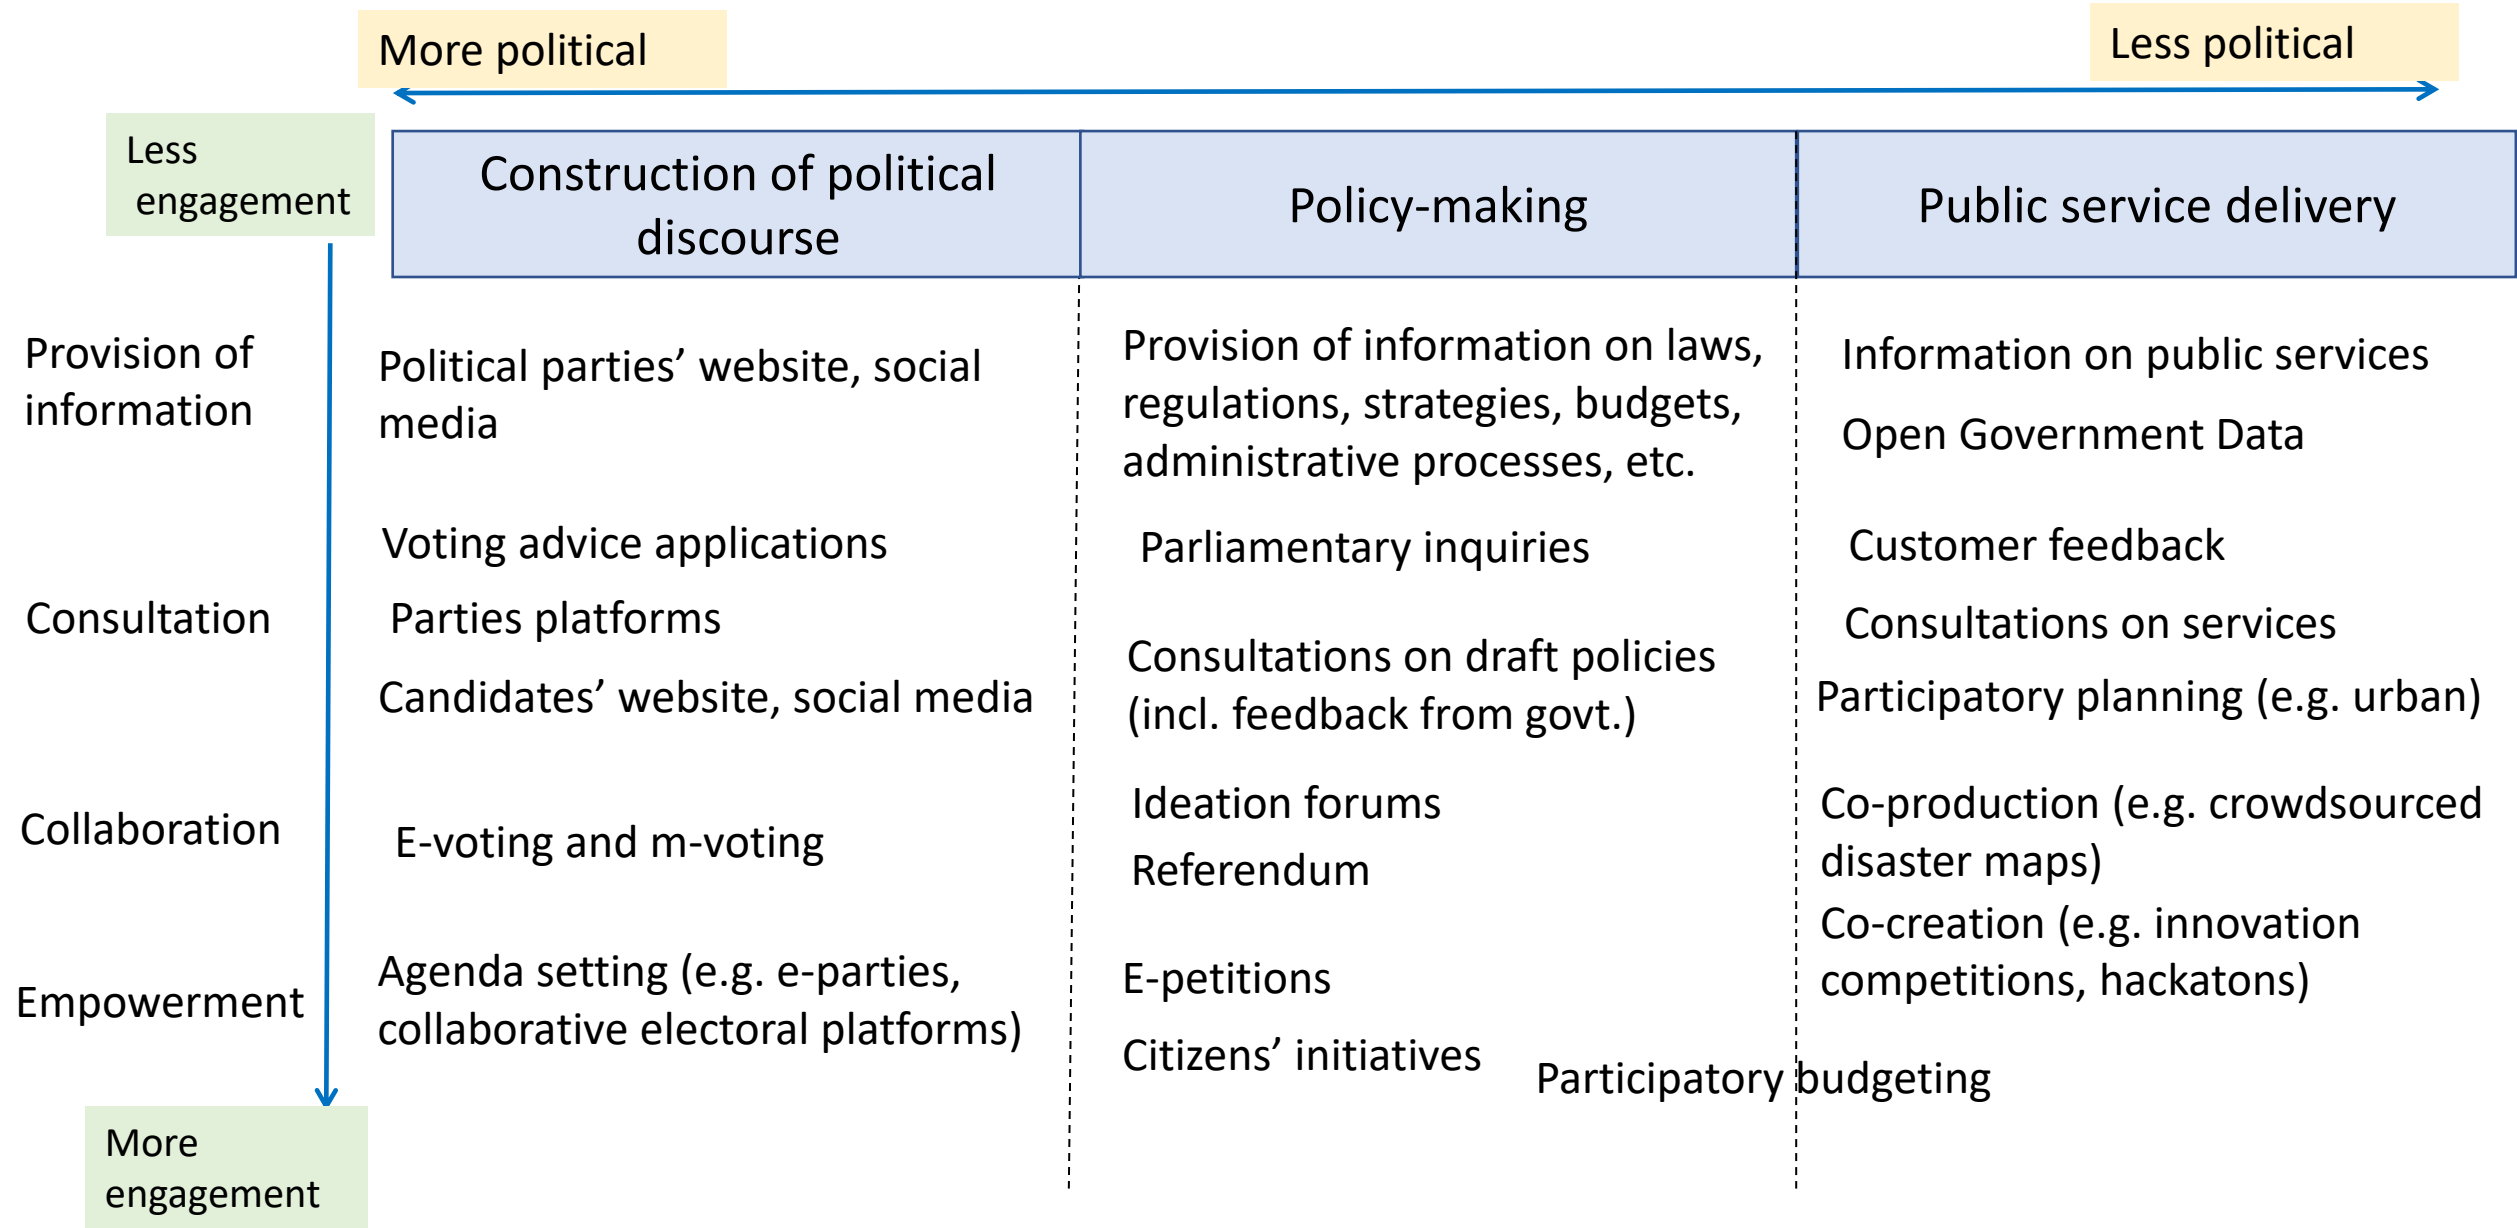 More political
Less political
Less
engagement
Construction of political
discourse
Policy-making
Public service delivery
Provision of
information
Political parties’ website, social
media
Provision of information on laws,
regulations, strategies, budgets,
administrative processes, etc.
Information on public services
Open Government Data
Voting advice applications
Parliamentary inquiries
Customer feedback
Consultation
Parties platforms
Consultations on services
Candidates’ website, social media
Consultations on draft policies
(incl. feedback from govt.)
Participatory planning (e.g. urban)
Collaboration
E-voting and m-voting
Ideation forums
Referendum
Co-production (e.g. crowdsourced
disaster maps)
Co-creation (e.g. innovation
competitions, hackatons)
Empowerment
Agenda setting (e.g. e-parties,
collaborative electoral platforms)
E-petitions
Citizens’ initiatives
Participatory budgeting
More
engagement